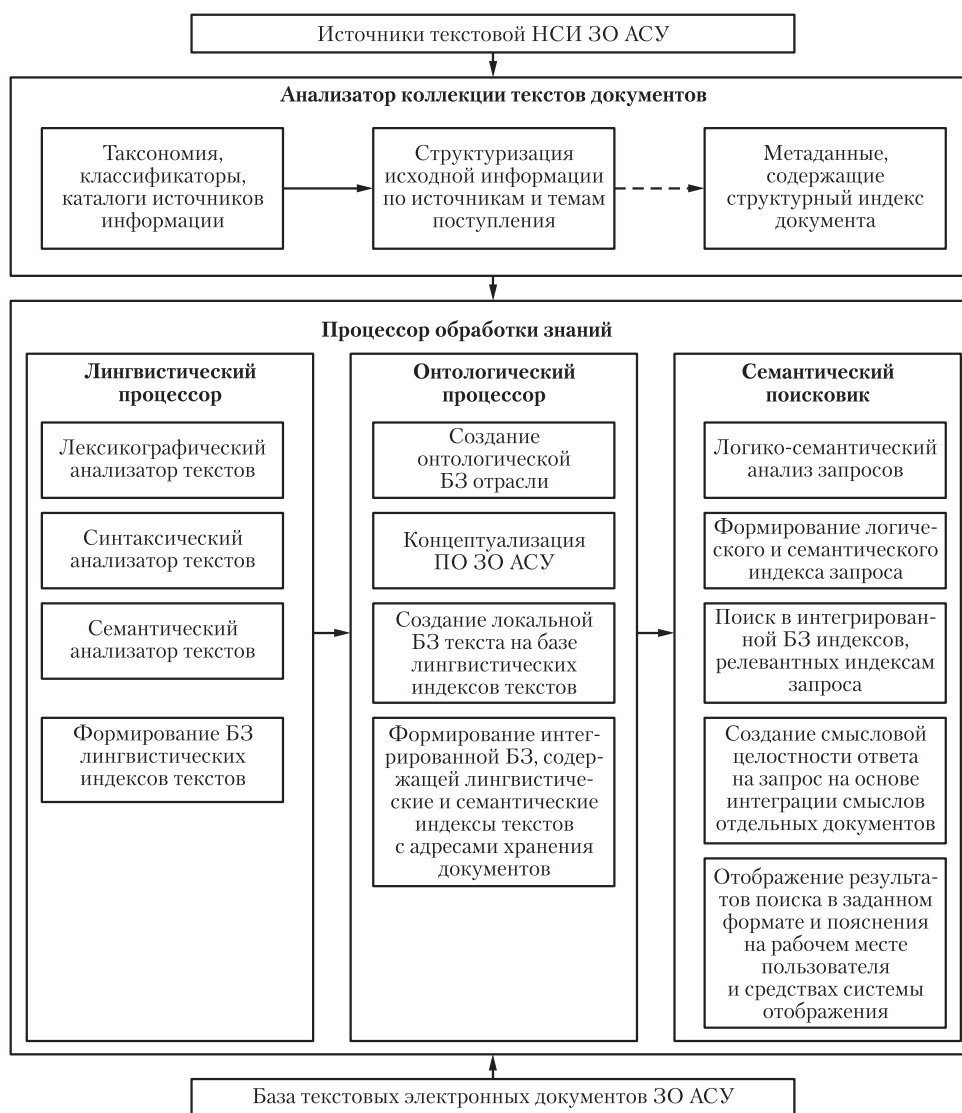 Источники текстовой НСИ ЗО АСУ
Анализатор коллекции текстов документов
Таксономия,
классификаторы,
каталоги источников
информации
Структуризация
исходной информации
по источникам и темам
поступления
Метаданные,
содержащие
структурный индекс
документа
Процессор обработки знаний
Лингвистический
процессор
Лексикографический
анализатор текстов
Синтаксический
анализатор текстов
Семантический
анализатор текстов
Формирование БЗ
лингвистических
индексов текстов
Онтологический
процессор
Создание
онтологической
БЗ отрасли
Концептуализация
ПО ЗО АСУ
Создание локальной
БЗ текста на базе
лингвистических
индексов текстов
Формирование интег-
рированной БЗ, содер-
жащей лингвистиче-
ские и семантические
индексы текстов
с адресами хранения
документов
Семантический
поисковик
Логико-семантический
анализ запросов
Формирование логиче-
ского и семантического
индекса запроса
Поиск в интегрирован-
ной БЗ индексов,
релевантных индексам
запроса
Создание смысловой
целостности ответа
на запрос на основе
интеграции смыслов
отдельных документов
Отображение результа-
тов поиска в заданном
формате и пояснения
на рабочем месте
пользователя
и средствах системы
отображения
База текстовых электронных документов ЗО АСУ